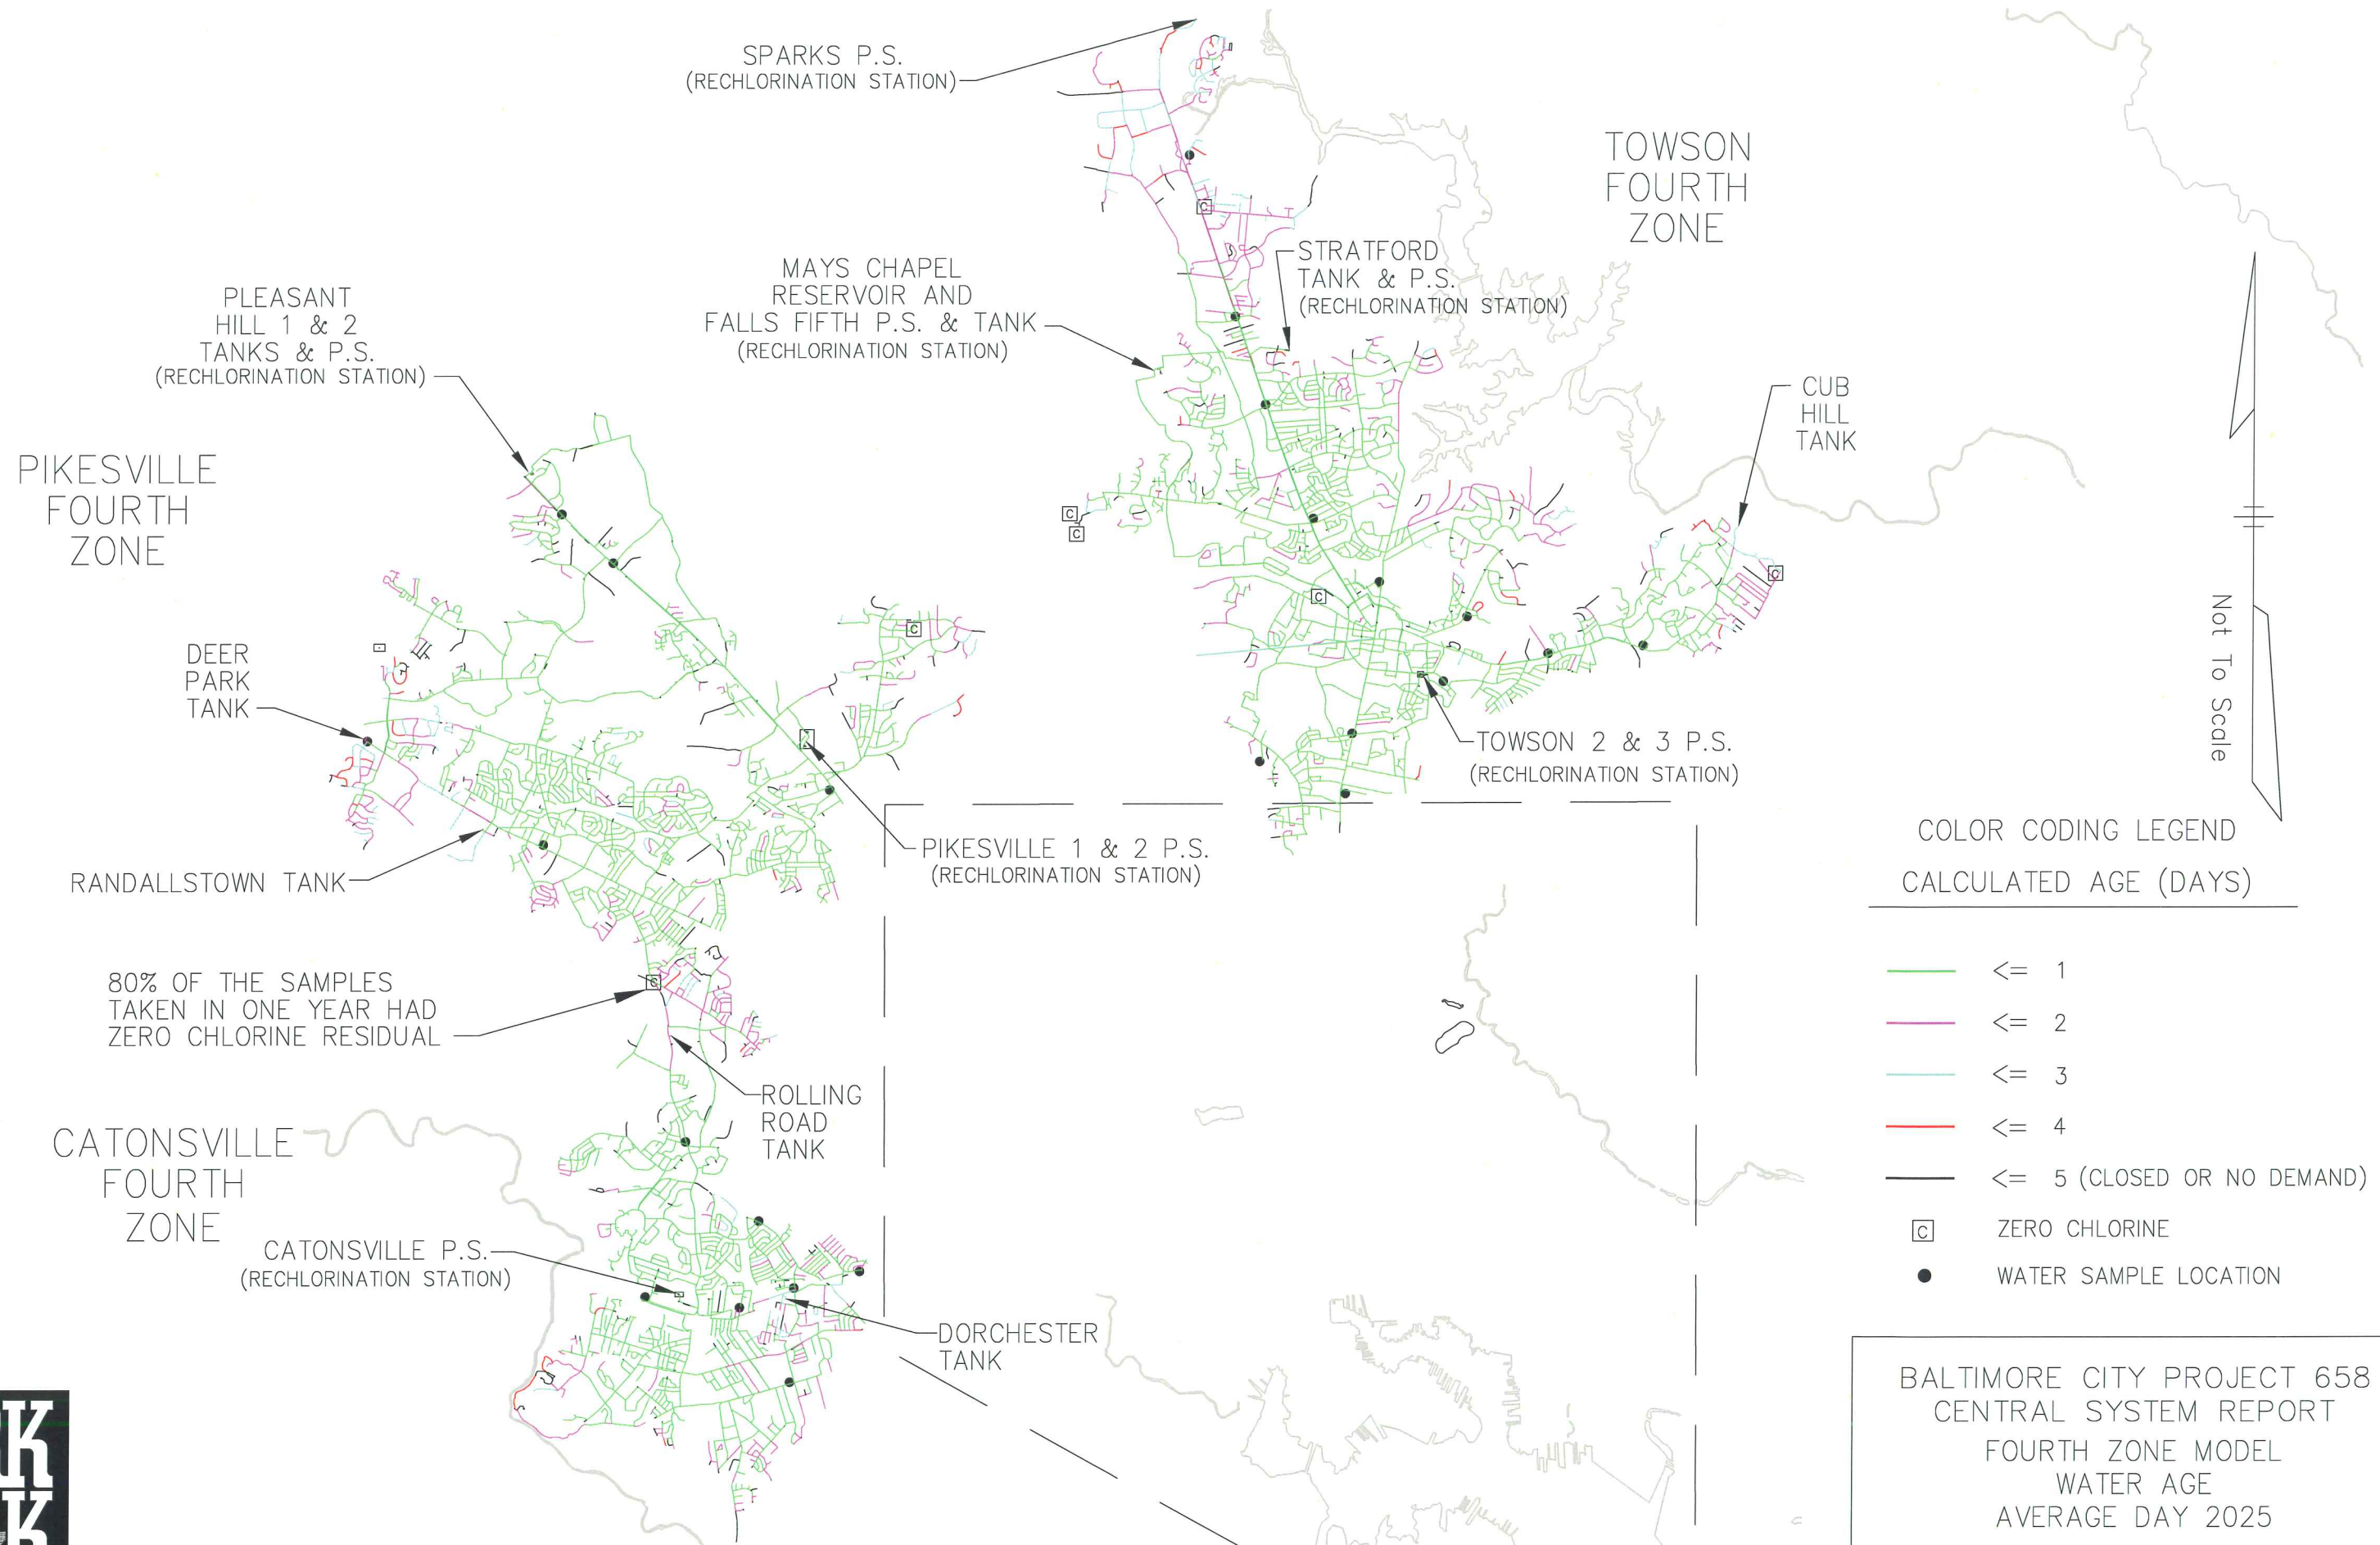 SPARKS P.S.
(RECHLORINATION STATION)
TOWSON
FOURTH
ZONE
STRATFORD
TANK & P.S.
(RECHLORINATION STATION)
MAYS CHAPEL
RESERVOIR AND
FALLS FIFTH P.S. & TANK
(RECHLORINATION STATION)
PLEASANT
HILL 1 & 2
TANKS & P.S.
(RECHLORINATION STATION)
CUB
HILL
TANK
PIKESVILLE
FOURTH
ZONE
Not To Scale
DEER
PARK
TANK
TOWSON 2 & 3 P.S.
(RECHLORINATION STATION)
PIKESVILLE 1 & 2 P.S.
(RECHLORINATION STATION)
RANDALLSTOWN TANK
80% OF THE SAMPLES
TAKEN IN ONE YEAR HAD
ZERO CHLORINE RESIDUAL
ROLLING
ROAD
TANK
CATONSVILLE
FOURTH
ZONE
CATONSVILLE P.S.
(RECHLORINATION STATION)
DORCHESTER
TANK
C
C
C
C
C
C
C
COLOR CODING LEGEND
CALCULATED AGE (DAYS)
<= 1
<= 2
<= 3
<= 4
<= 5 (CLOSED OR NO DEMAND)
C ZERO CHLORINE
WATER SAMPLE LOCATION
BALTIMORE CITY PROJECT 658
CENTRAL SYSTEM REPORT
FOURTH ZONE MODEL
WATER AGE
AVERAGE DAY 2025
K
K